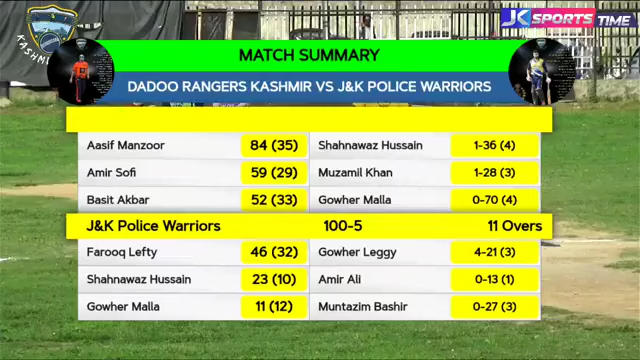 JK SPORTS TIME
KASHM
MATCH SUMMARY
DADOO RANGERS KASHMIR VS J&K POLICE WARRIORS
Aasif Manzoor 84 (35) Shahnawaz Hussain 1-36 (4)
Amir Sofi 59 (29) Muzamil Khan 1-28 (3)
Basit Akbar 52 (33) Gowher Malla 0-70 (4)
J&K Police Warriors 100-5 11 Overs
Farooq Lefty 46 (32) Gowher Leggy 4-21 (3)
Shahnawaz Hussain 23 (10) Amir Ali 0-13 (1)
Gowher Malla 11 (12) Muntazim Bashir 0-27 (3)